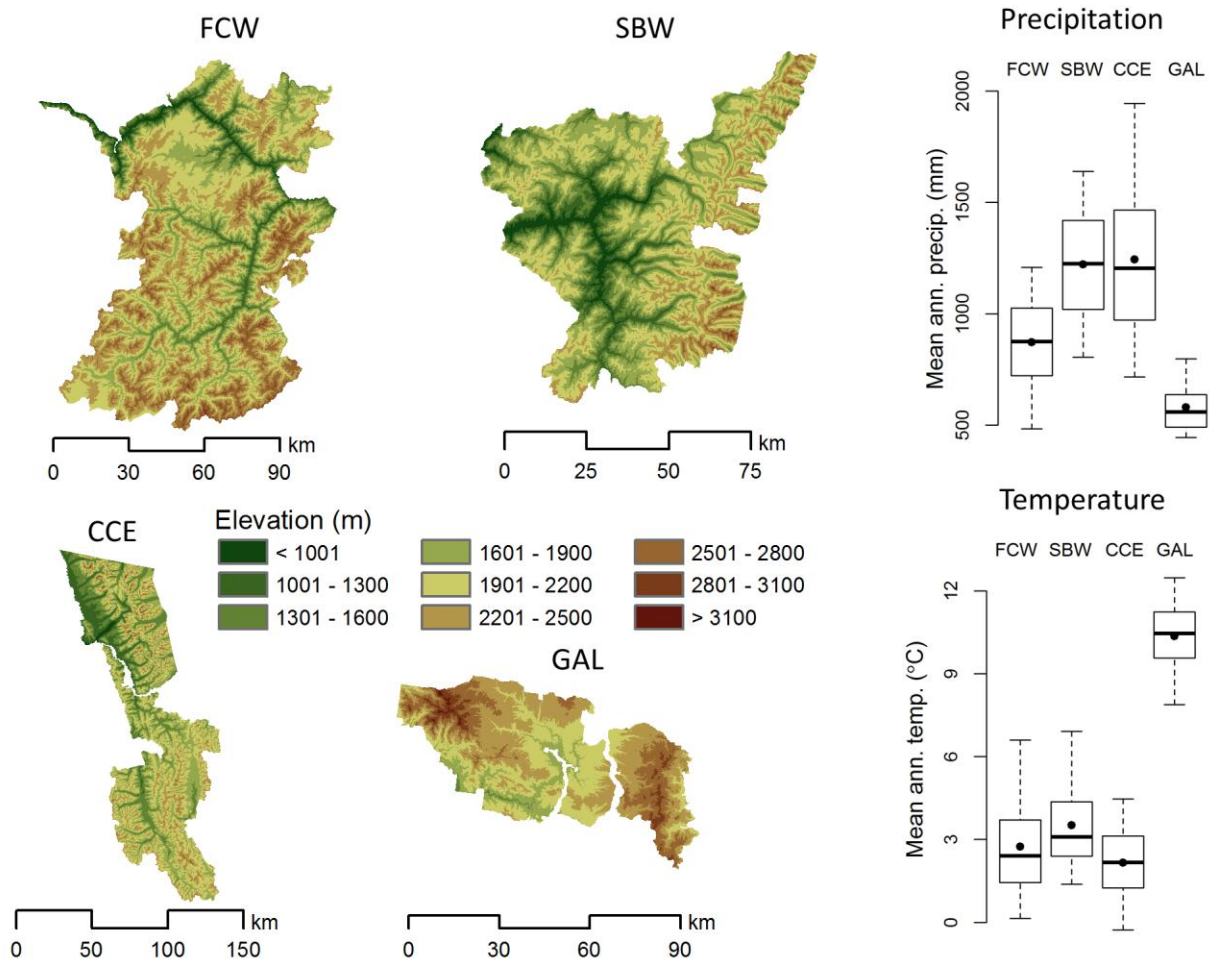 FCW
SBW
km
0 30 60 90
km
0 25 50 75
Precipitation
FCW SBW CCE GAL
Mean ann. precip. (mm)
2000
1500
1000
500
CCE
Elevation (m)
< 1001
1001 - 1300
1301 - 1600
1601 - 1900
1901 - 2200
2201 - 2500
2501 - 2800
2801 - 3100
> 3100
GAL
km
0 50 100 150
km
0 30 60 90
Temperature
FCW SBW CCE GAL
Mean ann. temp. (°C)
12
9
6
3
0